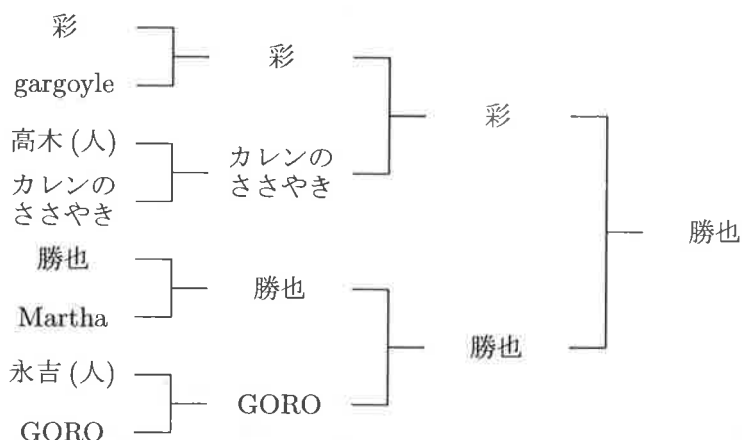 彩
gargoyle
高木 (人)
カレンの
ささやき
勝也
Martha
永吉 (人)
GORO
彩
カレンの
ささやき
勝也
GORO
彩
勝也
勝也